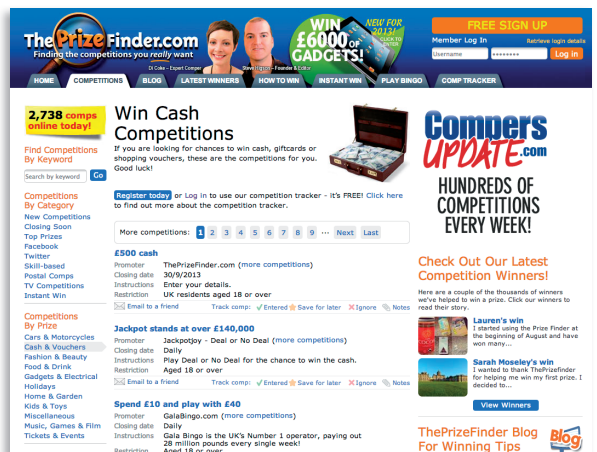 ThePrizeFinder.com
Finding the competitions you really want
Di Coke – Expert Comper
Steve Hapson – Founder & Editor
WIN
£6000 OF
GADGETS!
NEW FOR
2013!
CLICK TO
ENTER
FREE SIGN UP
Member Log In
Retrieve login details
Username
••••••••
Log in
HOME
COMPETITIONS
BLOG
LATEST WINNERS
HOW TO WIN
INSTANT WIN
PLAY BINGO
COMP TRACKER
2,738 comps
online today!
Find Competitions
By Keyword
Search by keyword
Go
Competitions
By Category
New Competitions
Closing Soon
Top Prizes
Facebook
Twitter
Skill-based
Postal Comps
TV Competitions
Instant Win
Competitions
By Prize
Cars & Motorcycles
Cash & Vouchers
Fashion & Beauty
Food & Drink
Gadgets & Electrical
Holidays
Home & Garden
Kids & Toys
Miscellaneous
Music, Games & Film
Tickets & Events
Win Cash
Competitions
If you are looking for chances to win cash, giftcards or
shopping vouchers, these are the competitions for you.
Good luck!
Register today or Log in to use our competition tracker - it's FREE! Click here
to find out more about the competition tracker.
More competitions: 1 2 3 4 5 6 7 8 9 ... Next Last
£500 cash
Promoter ThePrizeFinder.com (more competitions)
Closing date 30/9/2013
Instructions Enter your details.
Restriction UK residents aged 18 or over
Email to a friend Track comp: Entered Save for later Ignore Notes
Jackpot stands at over £140,000
Promoter Jackpotjoy - Deal or No Deal (more competitions)
Closing date Daily
Instructions Play Deal or No Deal for the chance to win the cash.
Restriction Aged 18 or over
Email to a friend Track comp: Entered Save for later Ignore Notes
Spend £10 and play with £40
Promoter GalaBingo.com (more competitions)
Closing date Daily
Instructions Gala Bingo is the UK's Number 1 operator, paying out
28 million pounds every single week!
Restriction Aged 18 or over
Compers
UPDATE.com
HUNDREDS OF
COMPETITIONS
EVERY WEEK!
Check Out Our Latest
Competition Winners!
Here are a couple of the thousands of winners
we've helped to win a prize. Click our winners to
read their story.
Lauren's win
I started using the Prize Finder at
the beginning of August and have
won many...
Sarah Moseley's win
I wanted to thank ThePrizeFinder
for helping me win my first prize. I
decided to...
View Winners
ThePrizeFinder Blog
For Winning Tips
Blog